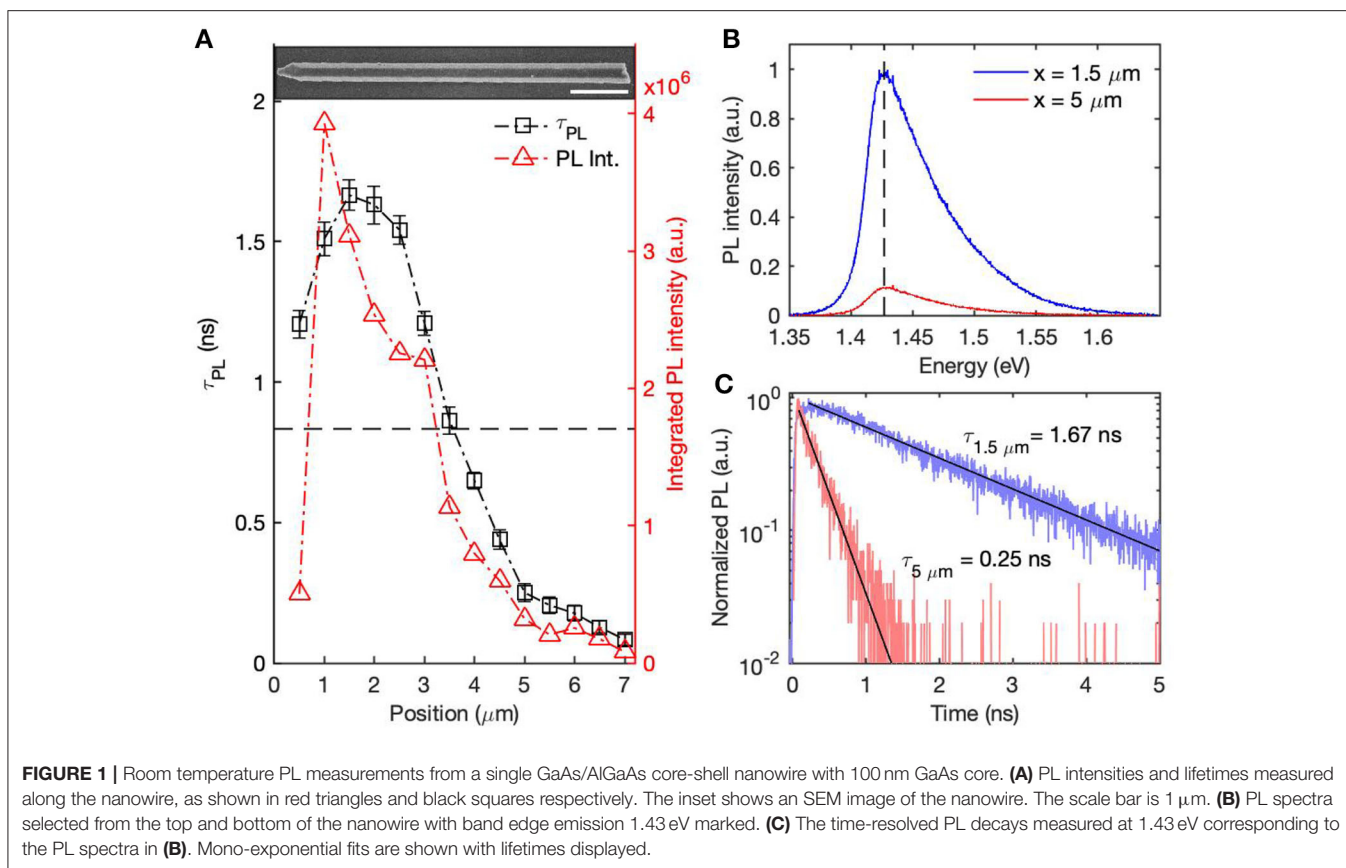 A
×10⁶
2
1.5
1
0.5
0
τPL (ns)
τPL
PL Int.
4
3
2
1
0
Integrated PL intensity (a.u.)
0 1 2 3 4 5 6 7
Position (μm)
B
x = 1.5 μm
x = 5 μm
1
0.8
0.6
0.4
0.2
0
PL intensity (a.u.)
1.35 1.4 1.45 1.5 1.55 1.6
Energy (eV)
C
10⁰
10⁻¹
10⁻²
Normalized PL (a.u.)
τ1.5 μm = 1.67 ns
τ5 μm = 0.25 ns
0 1 2 3 4 5
Time (ns)
FIGURE 1 | Room temperature PL measurements from a single GaAs/AlGaAs core-shell nanowire with 100 nm GaAs core. (A) PL intensities and lifetimes measured
along the nanowire, as shown in red triangles and black squares respectively. The inset shows an SEM image of the nanowire. The scale bar is 1 μm. (B) PL spectra
selected from the top and bottom of the nanowire with band edge emission 1.43 eV marked. (C) The time-resolved PL decays measured at 1.43 eV corresponding to
the PL spectra in (B). Mono-exponential fits are shown with lifetimes displayed.